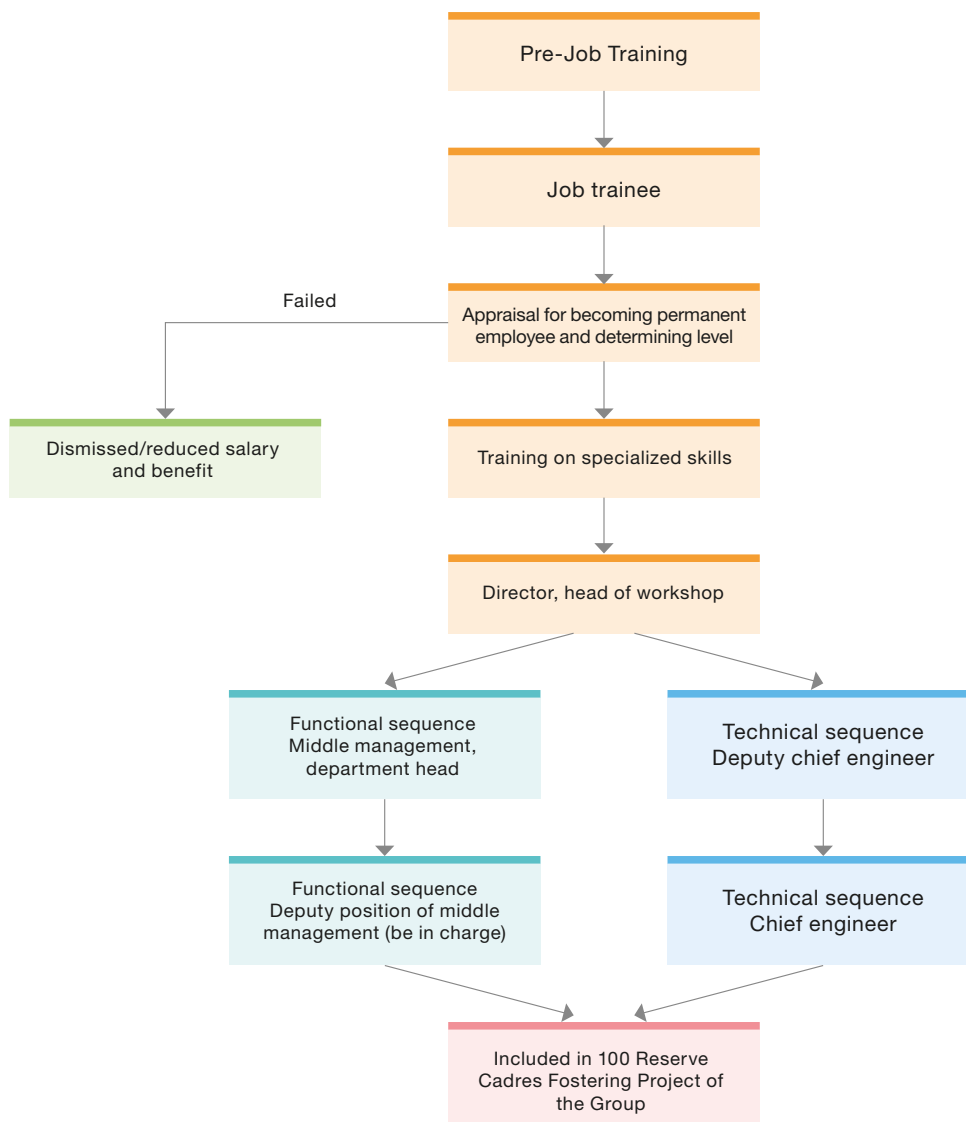 Pre-Job Training
Job trainee
Failed
Appraisal for becoming permanent
employee and determining level
Dismissed/reduced salary
and benefit
Training on specialized skills
Director, head of workshop
Functional sequence
Middle management,
department head
Technical sequence
Deputy chief engineer
Functional sequence
Deputy position of middle
management (be in charge)
Technical sequence
Chief engineer
Included in 100 Reserve
Cadres Fostering Project of
the Group